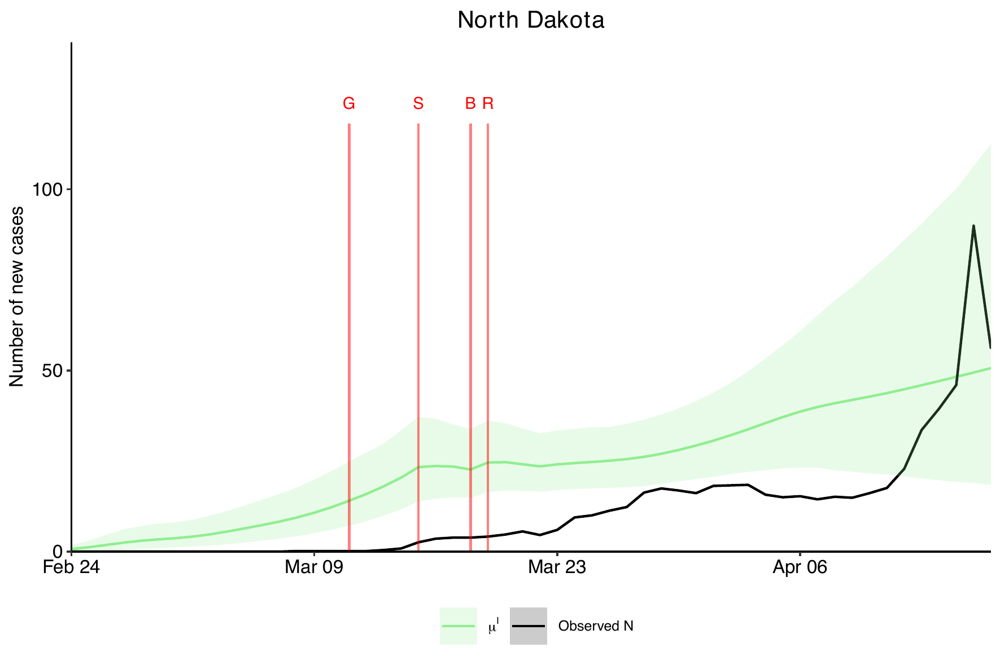 North Dakota
G S B R
Number of new cases
100
50
0
Feb 24 Mar 09 Mar 23 Apr 06
μᴵ Observed N